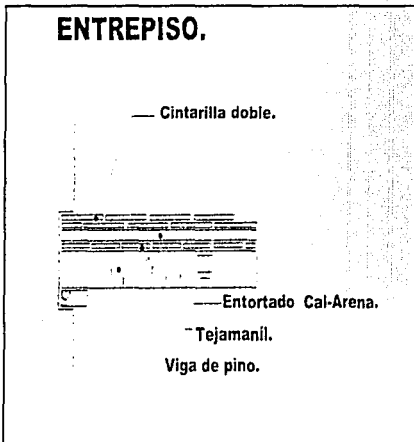 ENTREPISO.
Cintarilla doble.
Entortado Cal-Arena.
Tejamanil.
Viga de pino.